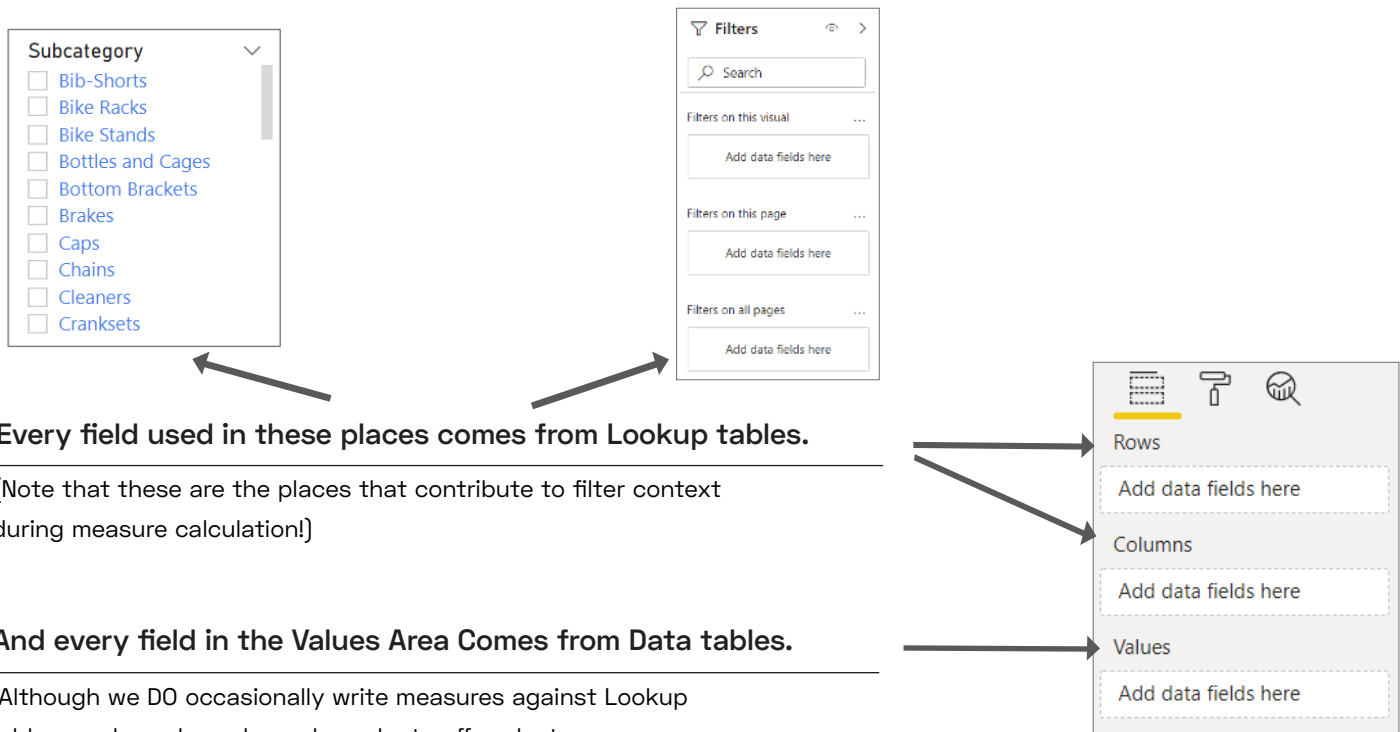 Subcategory
Bib-Shorts
Bike Racks
Bike Stands
Bottles and Cages
Bottom Brackets
Brakes
Caps
Chains
Cleaners
Cranksets
Filters
Search
Filters on this visual ...
Add data fields here
Filters on this page ...
Add data fields here
Filters on all pages ...
Add data fields here
Every field used in these places comes from Lookup tables.
(Note that these are the places that contribute to filter context
during measure calculation!)
And every field in the Values Area Comes from Data tables.
Although we DO occasionally write measures against Lookup
Rows
Add data fields here
Columns
Add data fields here
Values
Add data fields here